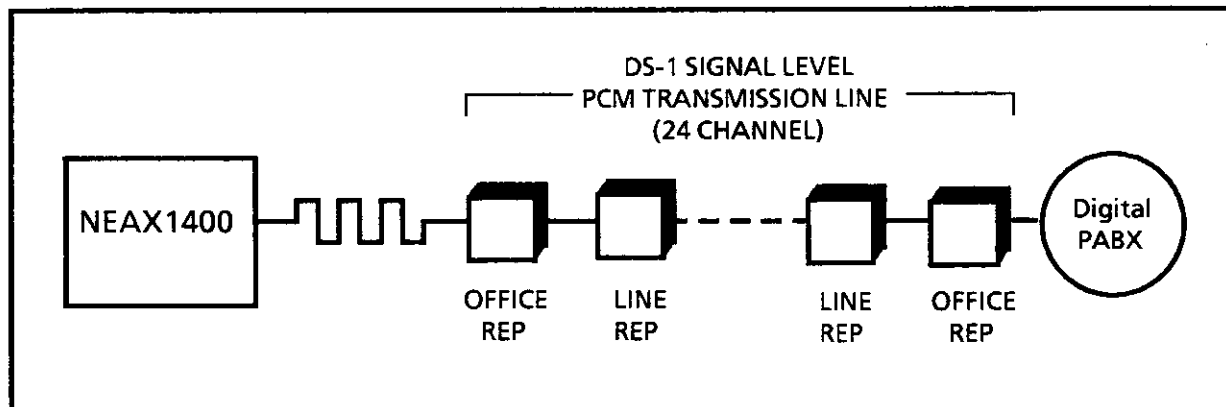 DS-1 SIGNAL LEVEL
PCM TRANSMISSION LINE
(24 CHANNEL)
NEAX1400
Digital
PABX
OFFICE
REP
LINE
REP
LINE
REP
OFFICE
REP